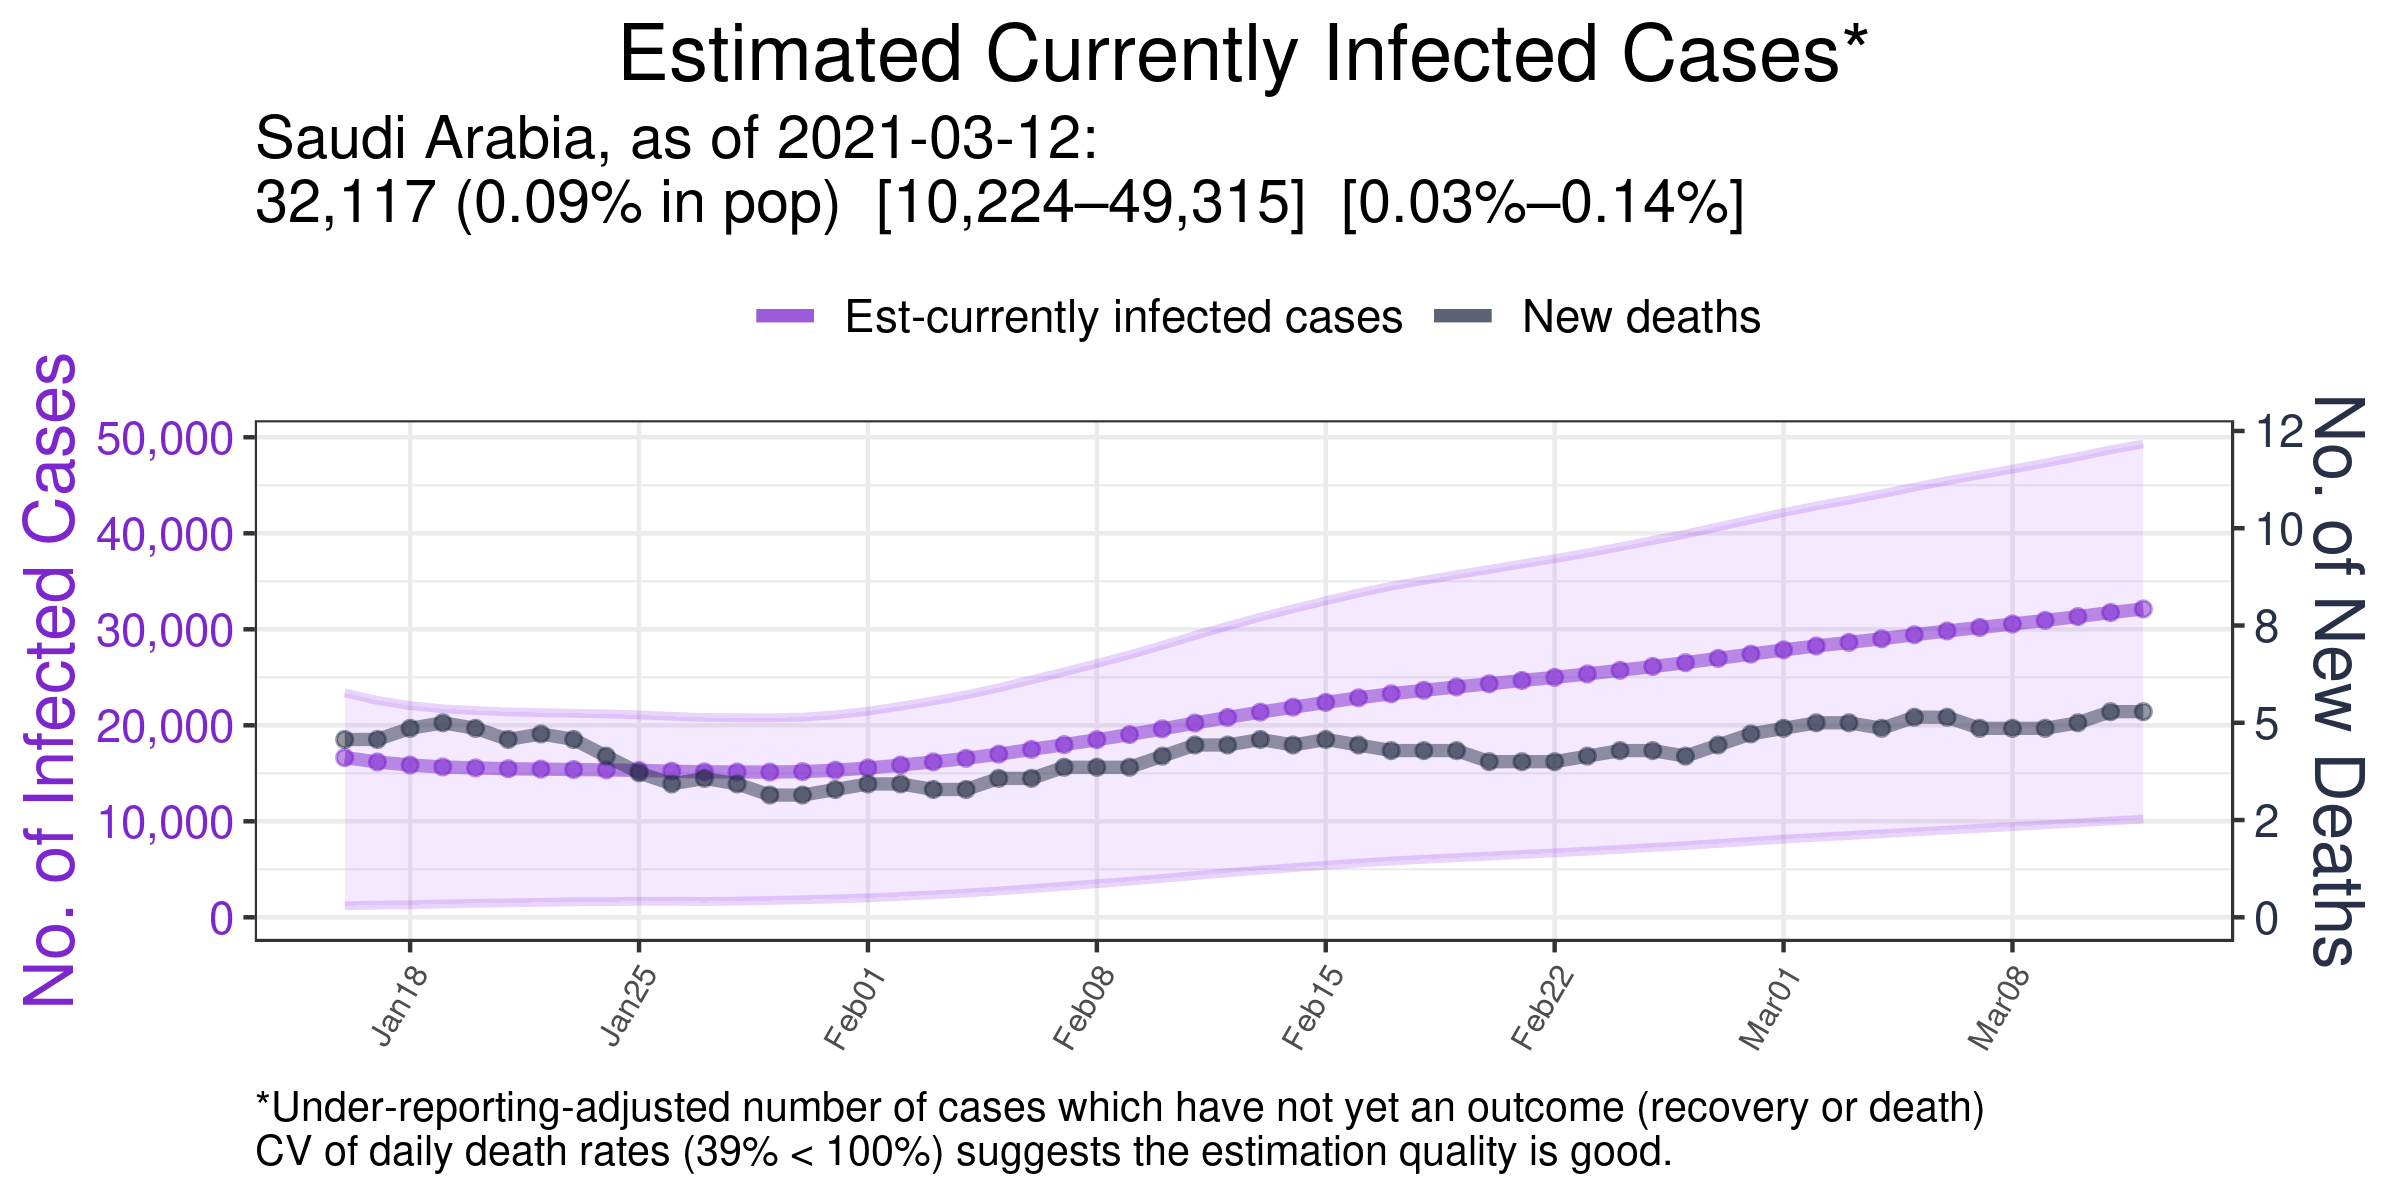 Estimated Currently Infected Cases*
Saudi Arabia, as of 2021-03-12:
32,117 (0.09% in pop)  [10,224–49,315]  [0.03%–0.14%]
Est-currently infected cases
New deaths
No. of Infected Cases
50,000
40,000
30,000
20,000
10,000
0
12
10
8
5
2
0
No. of New Deaths
Jan18
Jan25
Feb01
Feb08
Feb15
Feb22
Mar01
Mar08
*Under-reporting-adjusted number of cases which have not yet an outcome (recovery or death)
CV of daily death rates (39% < 100%) suggests the estimation quality is good.